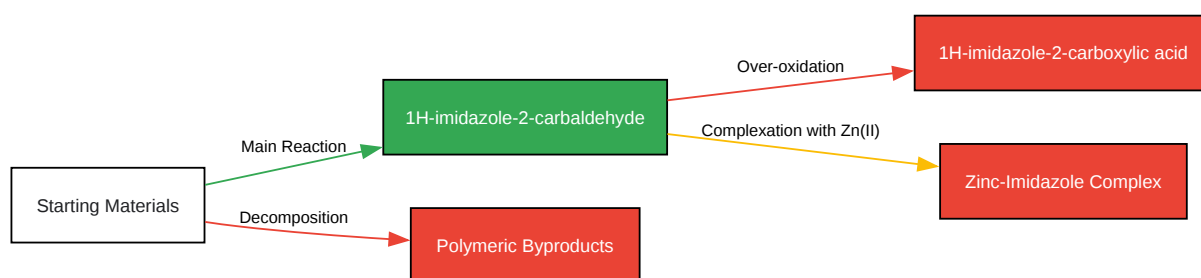 1H-imidazole-2-carboxylic acid
Over-oxidation
1H-imidazole-2-carbaldehyde
Complexation with Zn(II)
Main Reaction
Zinc-Imidazole Complex
Starting Materials
Decomposition
Polymeric Byproducts